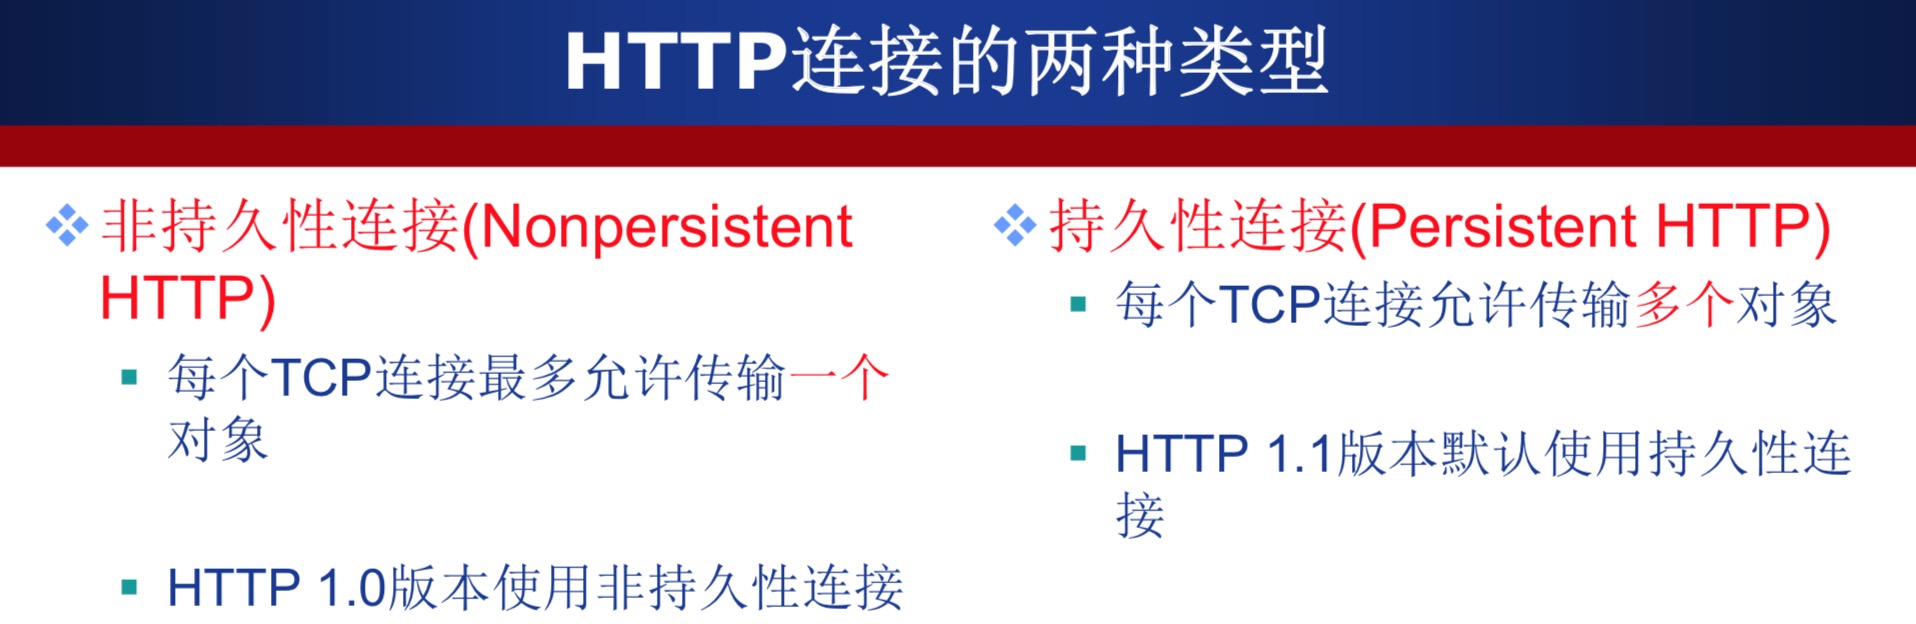 HTTP连接的两种类型
非持久性连接(Nonpersistent
HTTP)
每个TCP连接最多允许传输一个
对象
HTTP 1.0版本使用非持久性连接
持久性连接(Persistent HTTP)
每个TCP连接允许传输多个对象
HTTP 1.1版本默认使用持久性连
接